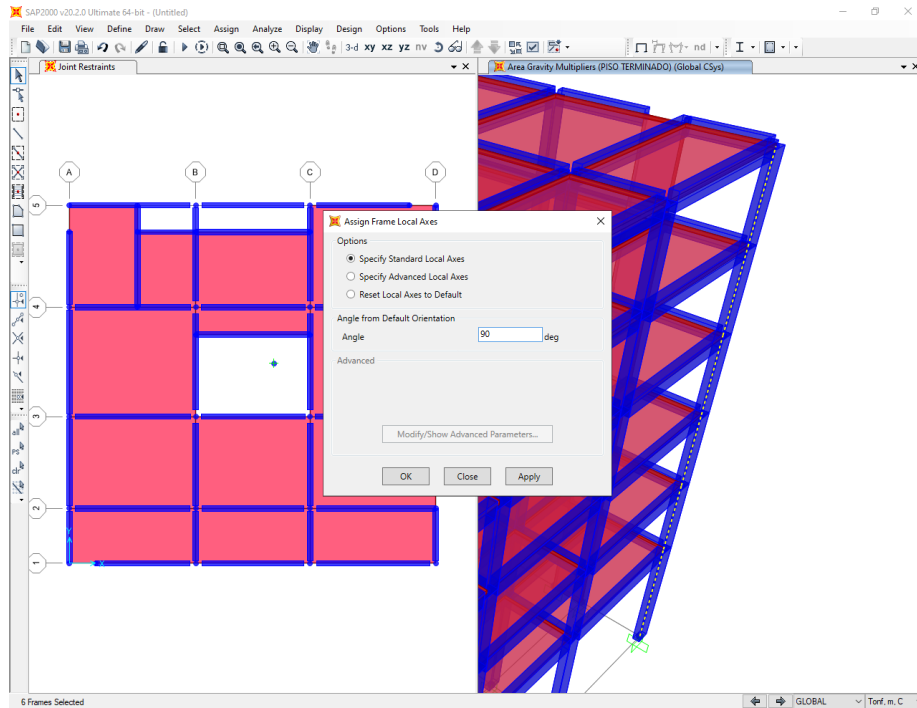 SAP2000 v20.2.0 Ultimate 64-bit - (Untitled)
File Edit View Define Draw Select Assign Analyze Display Design Options Tools Help
3-d xy xz yz nv nd
Joint Restraints
Area Gravity Multipliers (PISO TERMINADO) (Global CSys)
A B C D
5
4
3
2
1
Y
X
all
PS
clr
Assign Frame Local Axes
Options
Specify Standard Local Axes
Specify Advanced Local Axes
Reset Local Axes to Default
Angle from Default Orientation
Angle 90 deg
Advanced
Modify/Show Advanced Parameters...
OK Close Apply
6 Frames Selected
GLOBAL Tonf, m, C